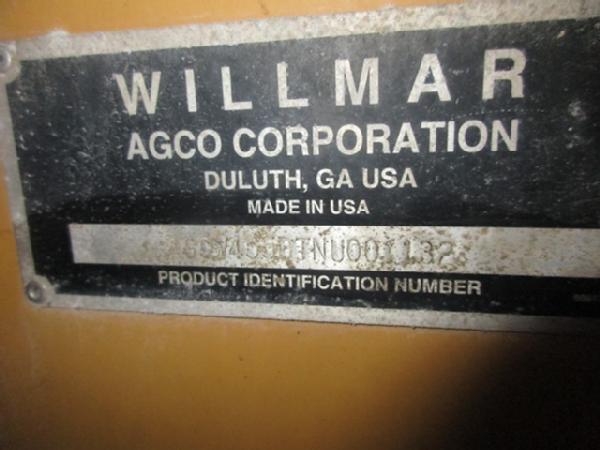 WILLMAR
AGCO CORPORATION
DULUTH, GA USA
MADE IN USA
PRODUCT IDENTIFICATION NUMBER